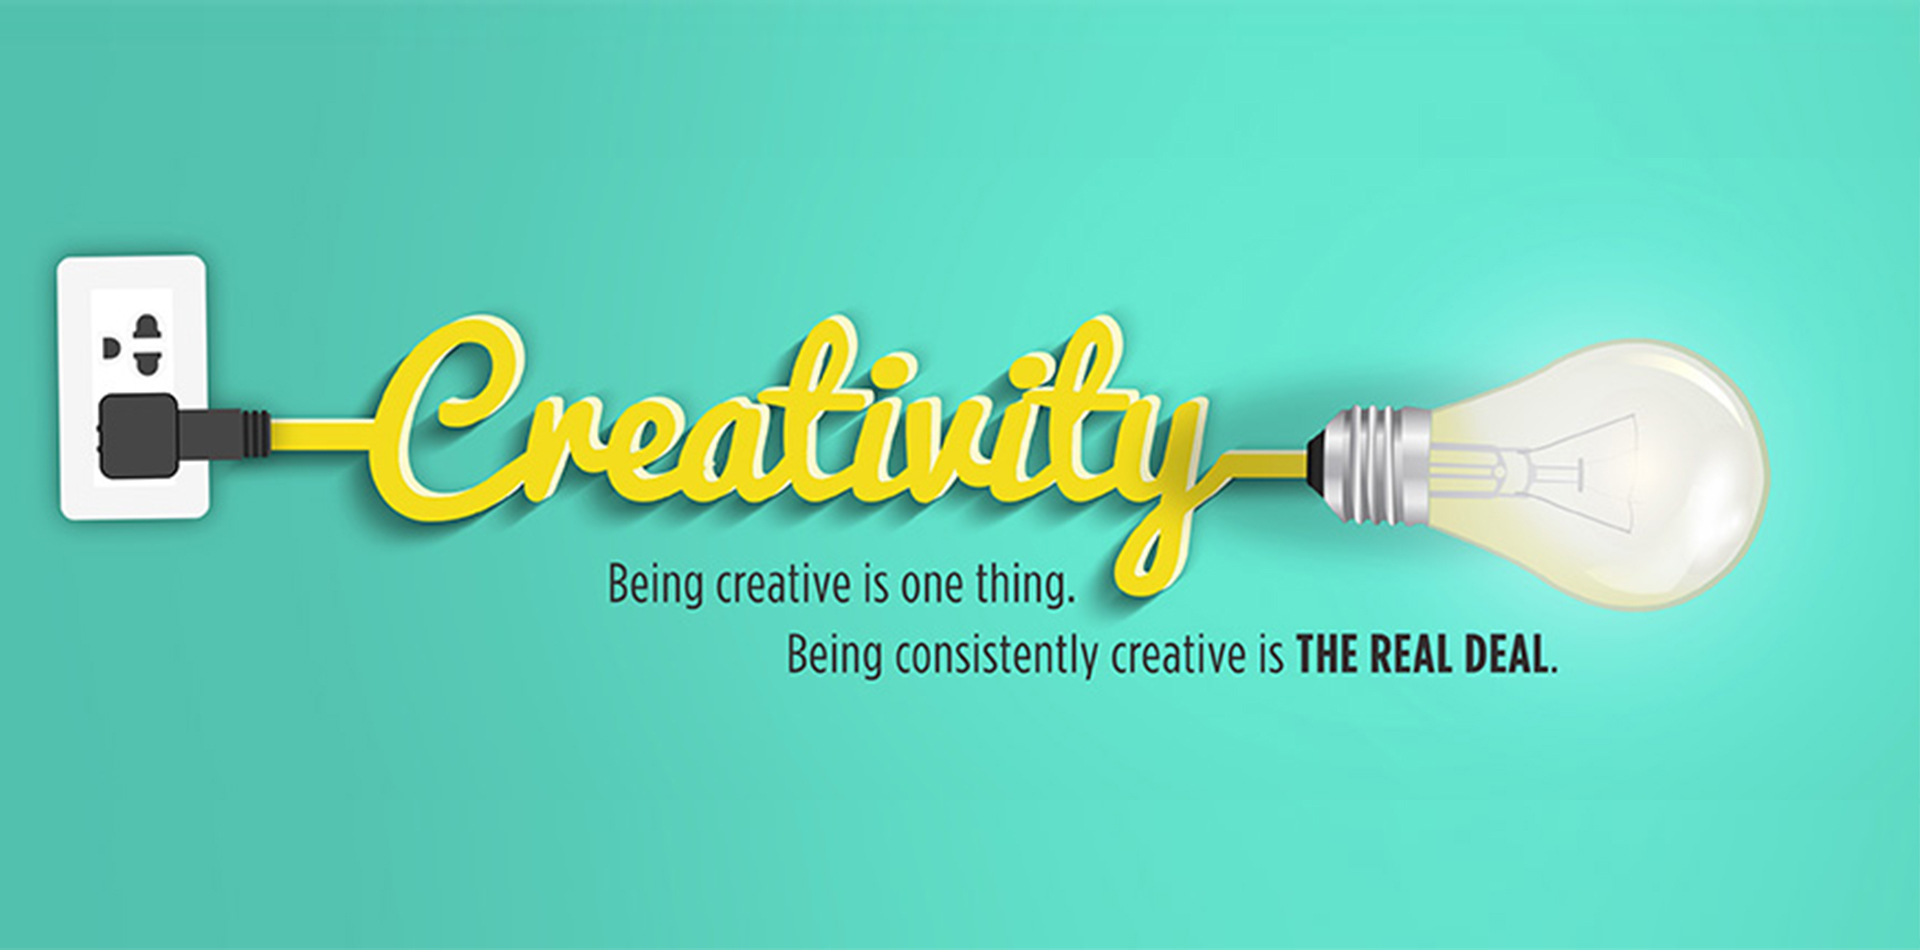 Creativity
Being creative is one thing.
Being consistently creative is THE REAL DEAL.